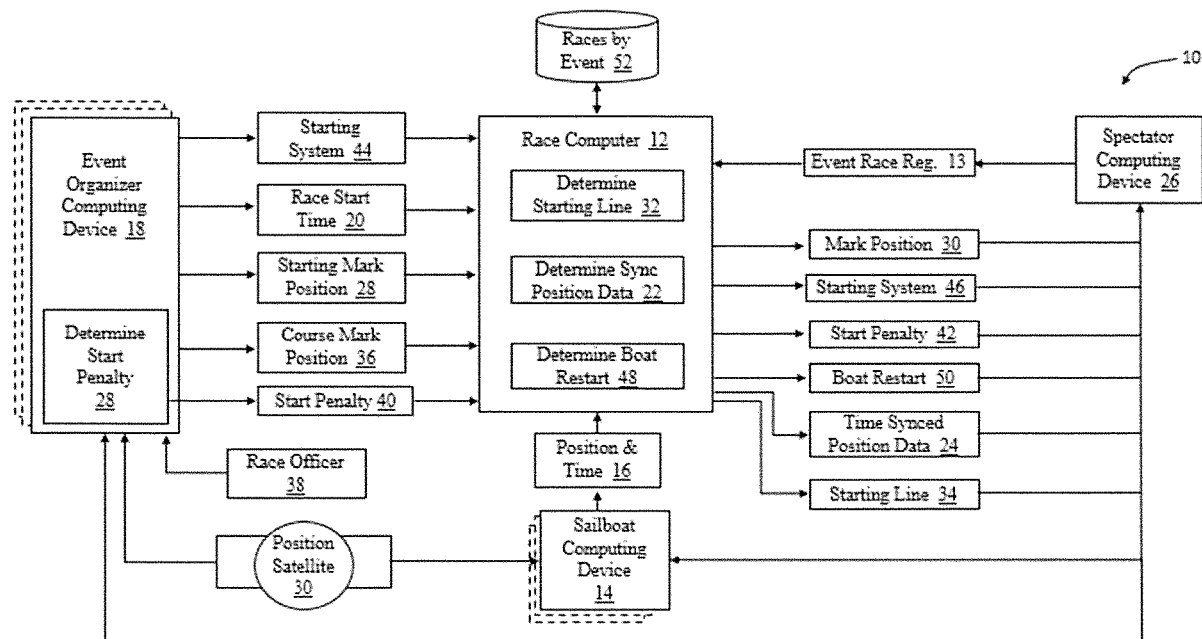 Races by
Event 52
10
Event
Organizer
Computing
Device 18
Determine
Start
Penalty
28
Starting
System
44
Race Start
Time 20
Starting Mark
Position 28
Course Mark
Position
36
Start Penalty 40
Race Officer
38
Position
Satellite
30
Race Computer 12
Determine
Starting Line 32
Determine Sync
Position Data 22
Determine Boat
Restart 48
Position &
Time 16
Sailboat
Computing
Device
14
Event Race Reg. 13
Spectator
Computing
Device 26
Mark Position 30
Starting System 46
Start Penalty 42
Boat Restart 50
Time Synced
Position Data 24
Starting Line 34